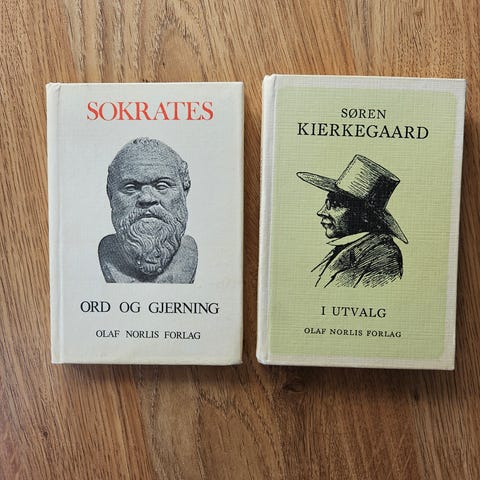 SOKRATES
ORD OG GJERNING
OLAF NORLIS FORLAG
SØREN
KIERKEGAARD
I UTVALG
OLAF NORLIS FORLAG